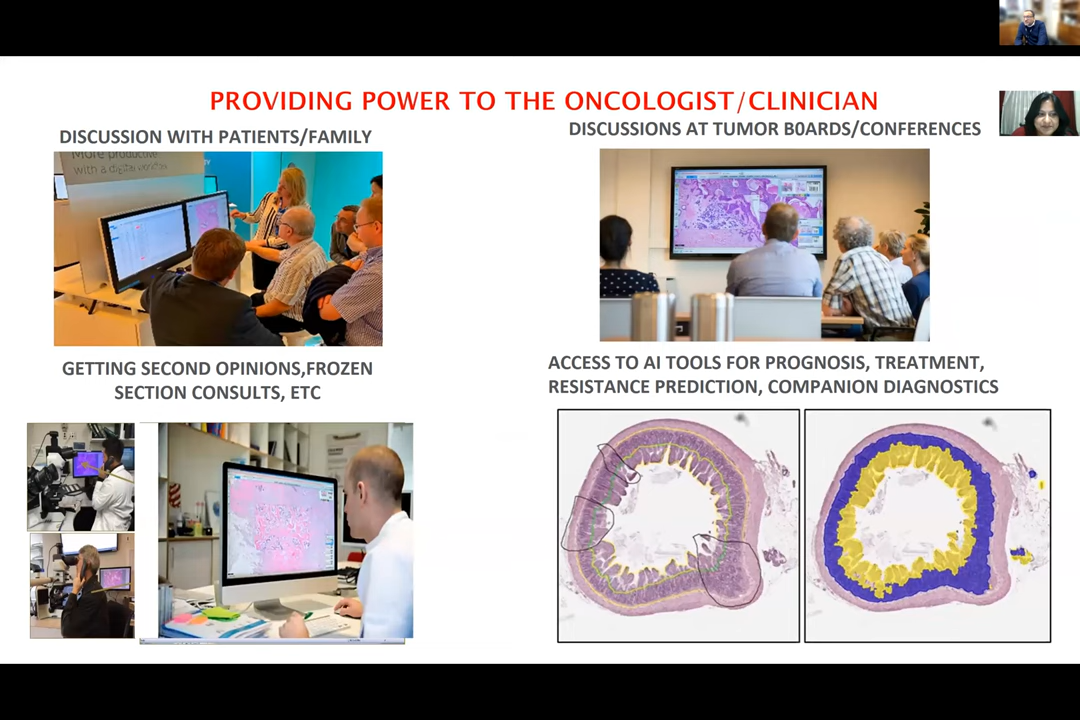 PROVIDING POWER TO THE ONCOLOGIST/CLINICIAN
DISCUSSION WITH PATIENTS/FAMILY
DISCUSSIONS AT TUMOR B0ARDS/CONFERENCES
More productive
with a digital workflow
GETTING SECOND OPINIONS,FROZEN
SECTION CONSULTS, ETC
ACCESS TO AI TOOLS FOR PROGNOSIS, TREATMENT,
RESISTANCE PREDICTION, COMPANION DIAGNOSTICS